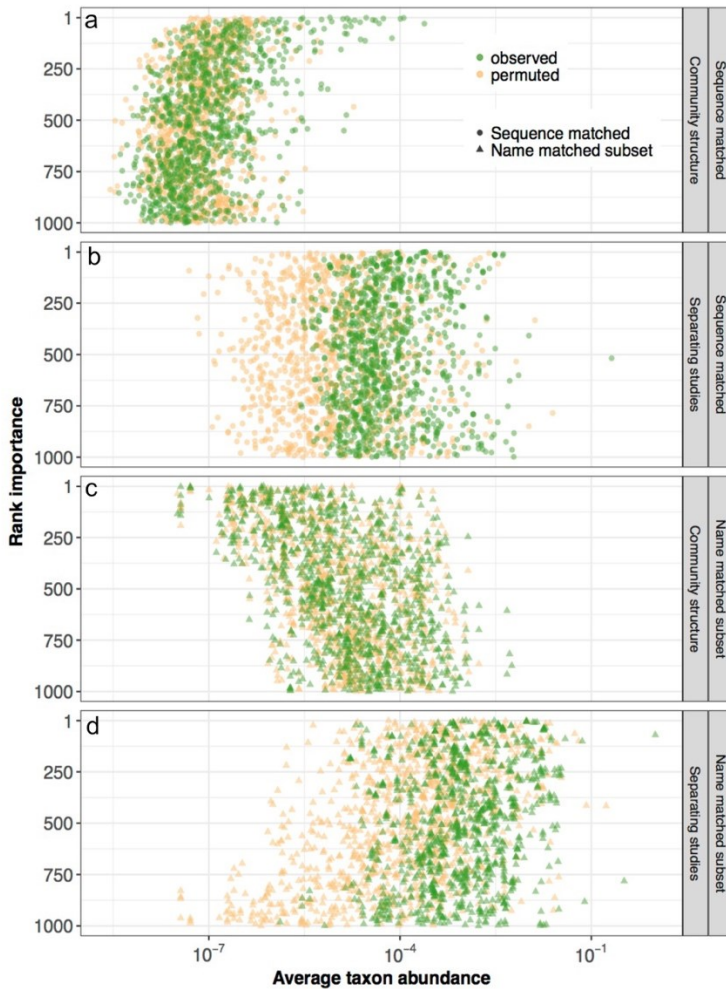 a
1
250
500
750
1000
observed
permuted
Sequence matched
Name matched subset
Community structure
Sequence matched
b
1
250
500
750
1000
Separating studies
Sequence matched
c
1
250
500
750
1000
Community structure
Name matched subset
d
1
250
500
750
1000
Separating studies
Name matched subset
Rank importance
10⁻⁷
10⁻⁴
10⁻¹
Average taxon abundance